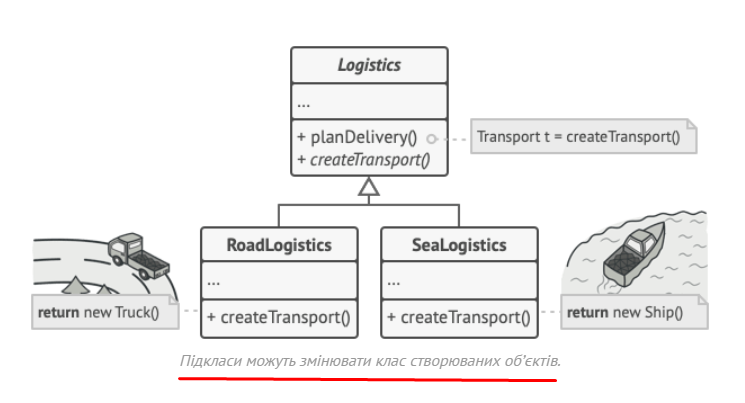 Logistics
...
+ planDelivery()
+ createTransport()
Transport t = createTransport()
RoadLogistics
...
+ createTransport()
SeaLogistics
...
+ createTransport()
return new Truck()
return new Ship()
Підкласи можуть змінювати клас створюваних об'єктів.